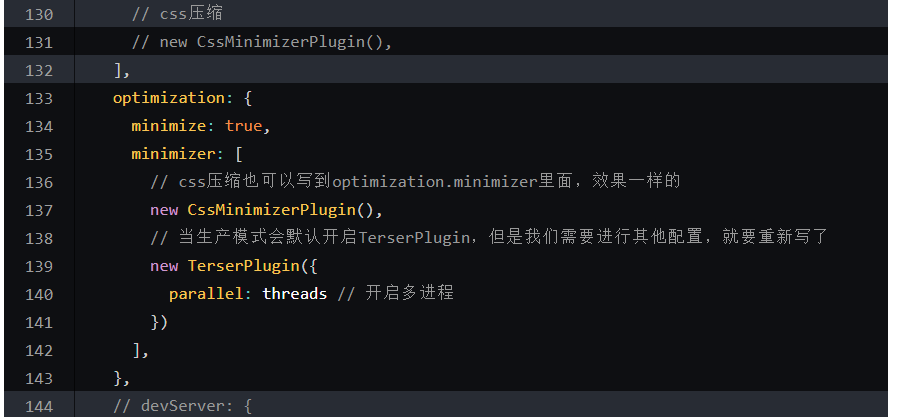 130 // css压缩
131 // new CssMinimizerPlugin(),
132 ],
133 optimization: {
134 minimize: true,
135 minimizer: [
136 // css压缩也可以写到optimization.minimizer里面，效果一样的
137 new CssMinimizerPlugin(),
138 // 当生产模式会默认开启TerserPlugin，但是我们需要进行其他配置，就要重新写了
139 new TerserPlugin({
140 parallel: threads // 开启多进程
141 })
142 ],
143 },
144 // devServer: {